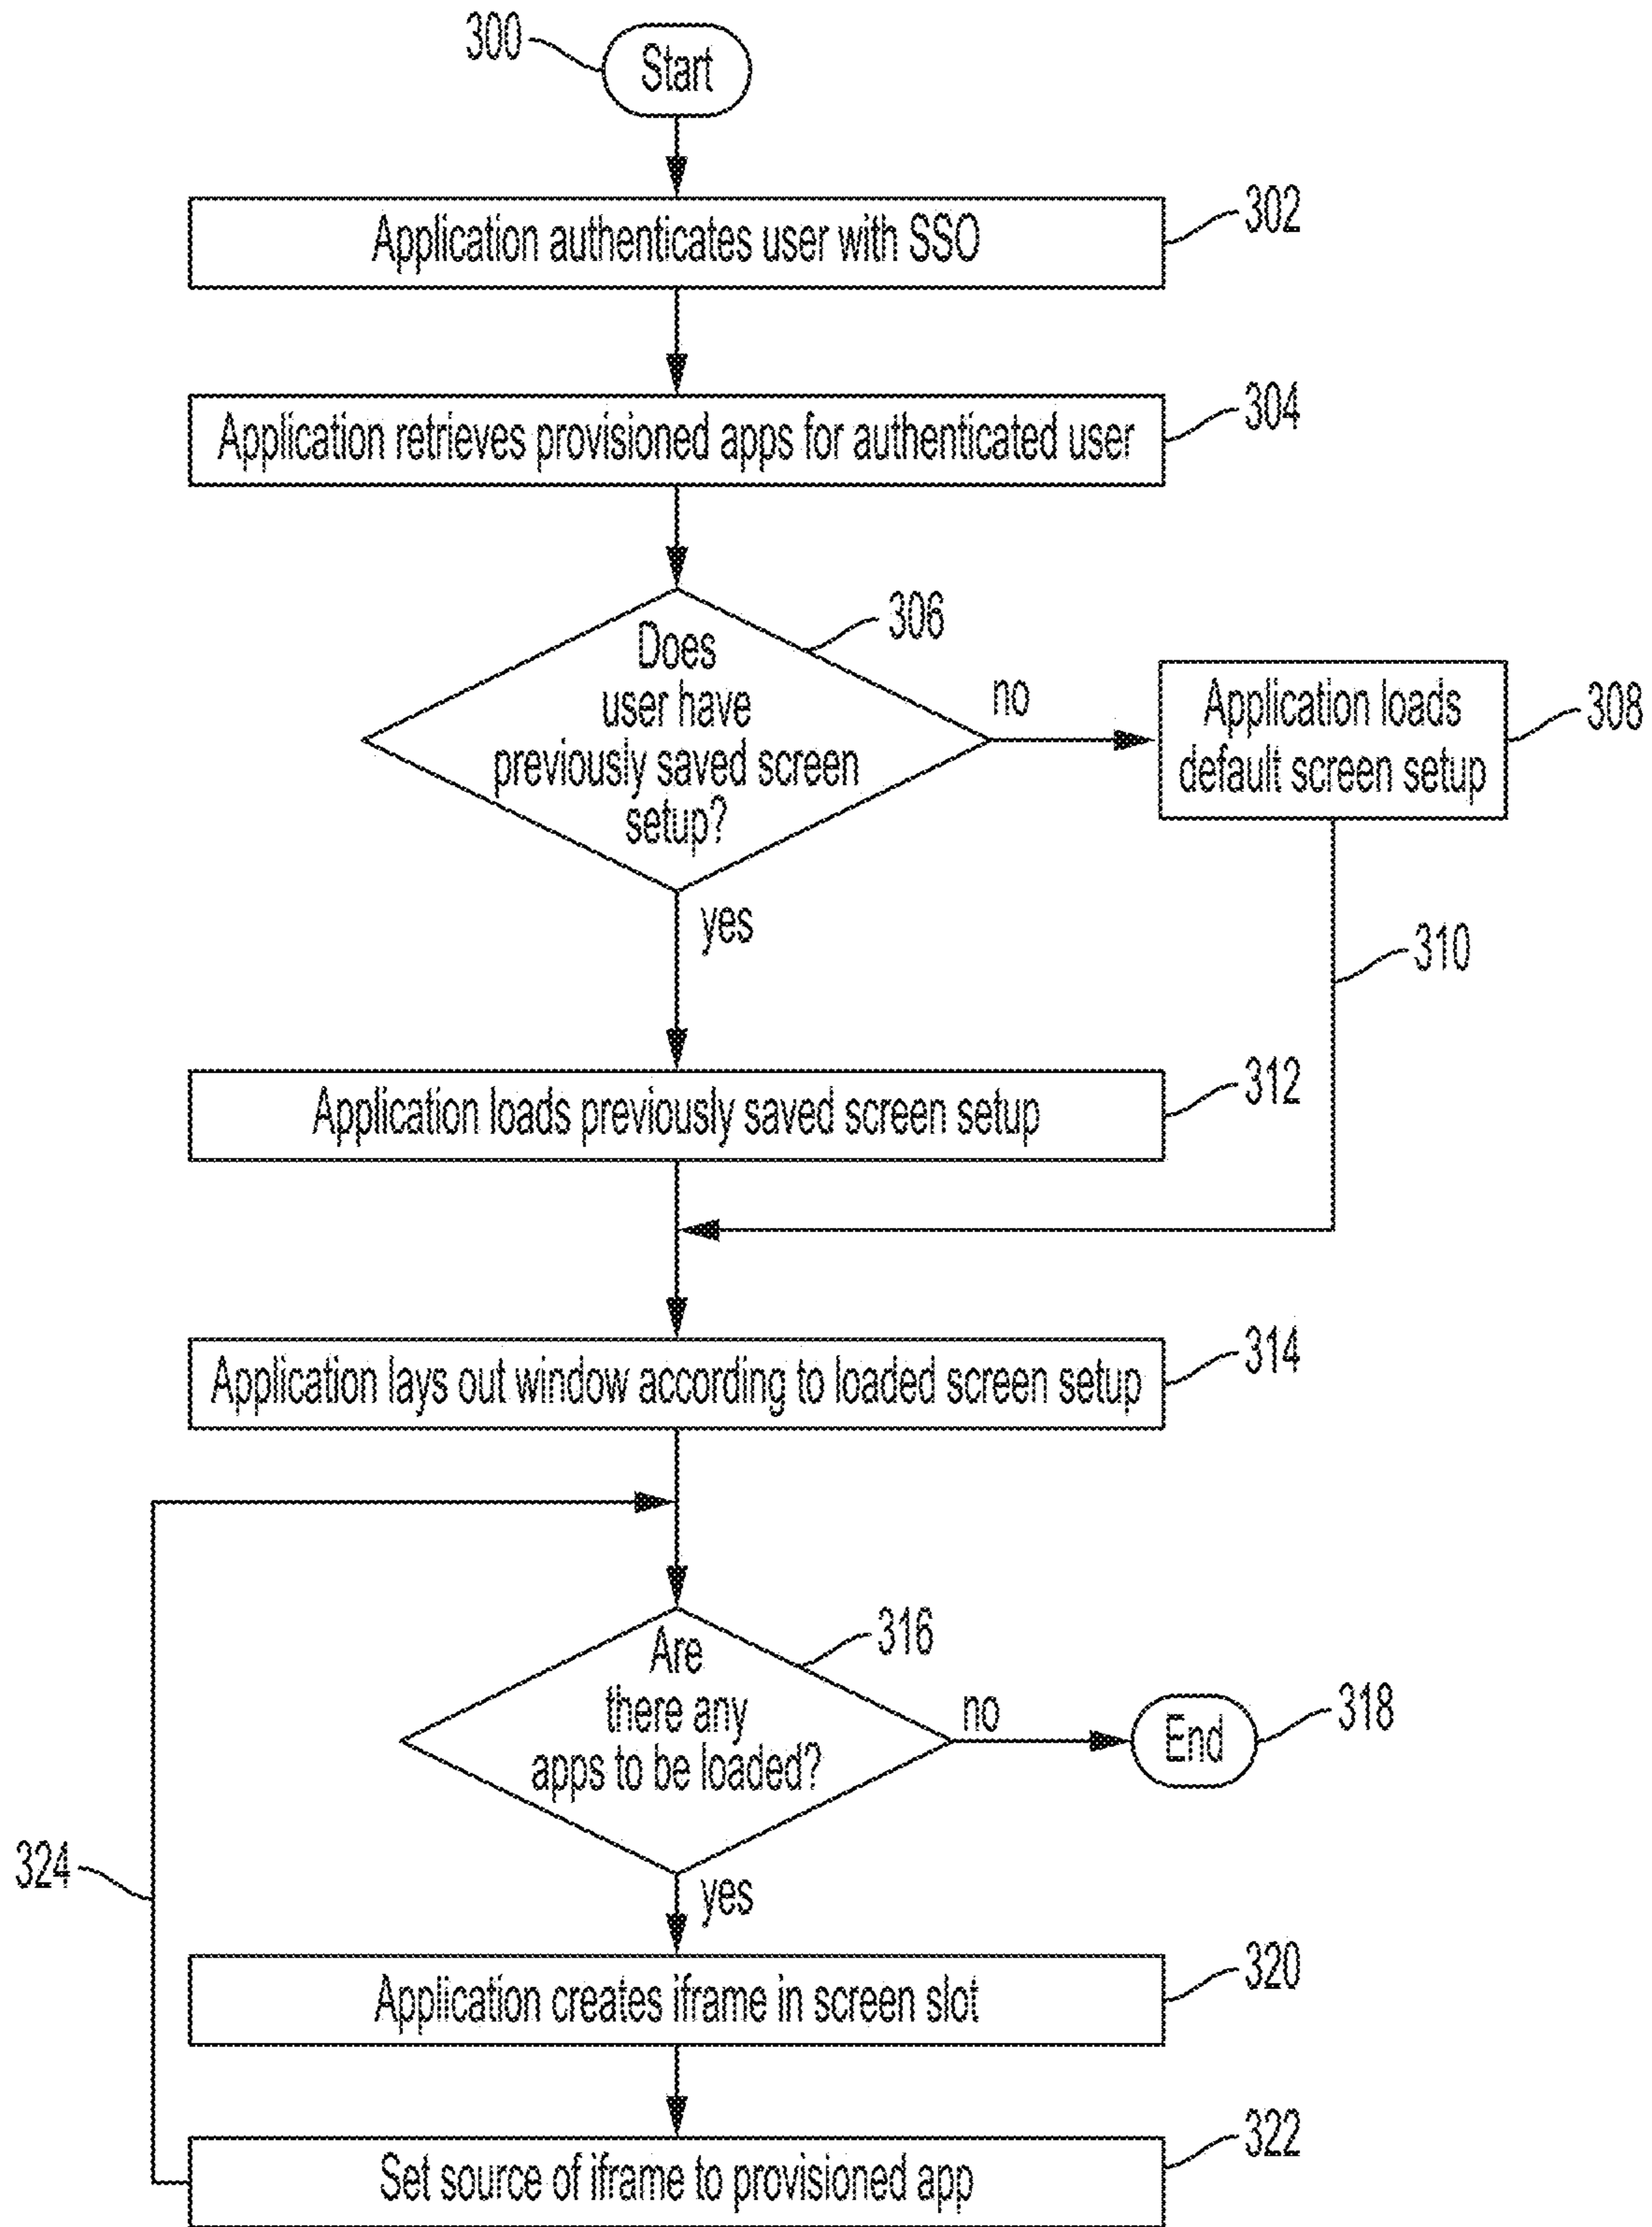 300
Start
302
Application authenticates user with SSO
304
Application retrieves provisioned apps for authenticated user
306
Does
user have
previously saved screen
setup?
no
Application loads
default screen setup
308
yes
310
312
Application loads previously saved screen setup
314
Application lays out window according to loaded screen setup
316
Are
there any
apps to be loaded?
no
End
318
324
yes
320
Application creates iframe in screen slot
322
Set source of iframe to provisioned app